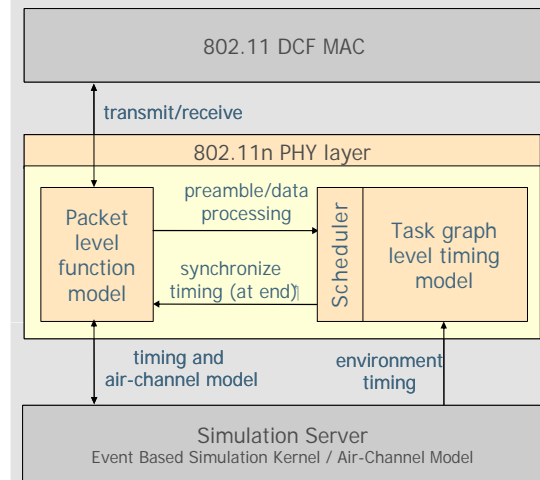 802.11 DCF MAC
transmit/receive
802.11n PHY layer
Packet
level
function
model
preamble/data
processing
synchronize
timing (at end)
Scheduler
Task graph
level timing
model
timing and
air-channel model
environment
timing
Simulation Server
Event Based Simulation Kernel / Air-Channel Model